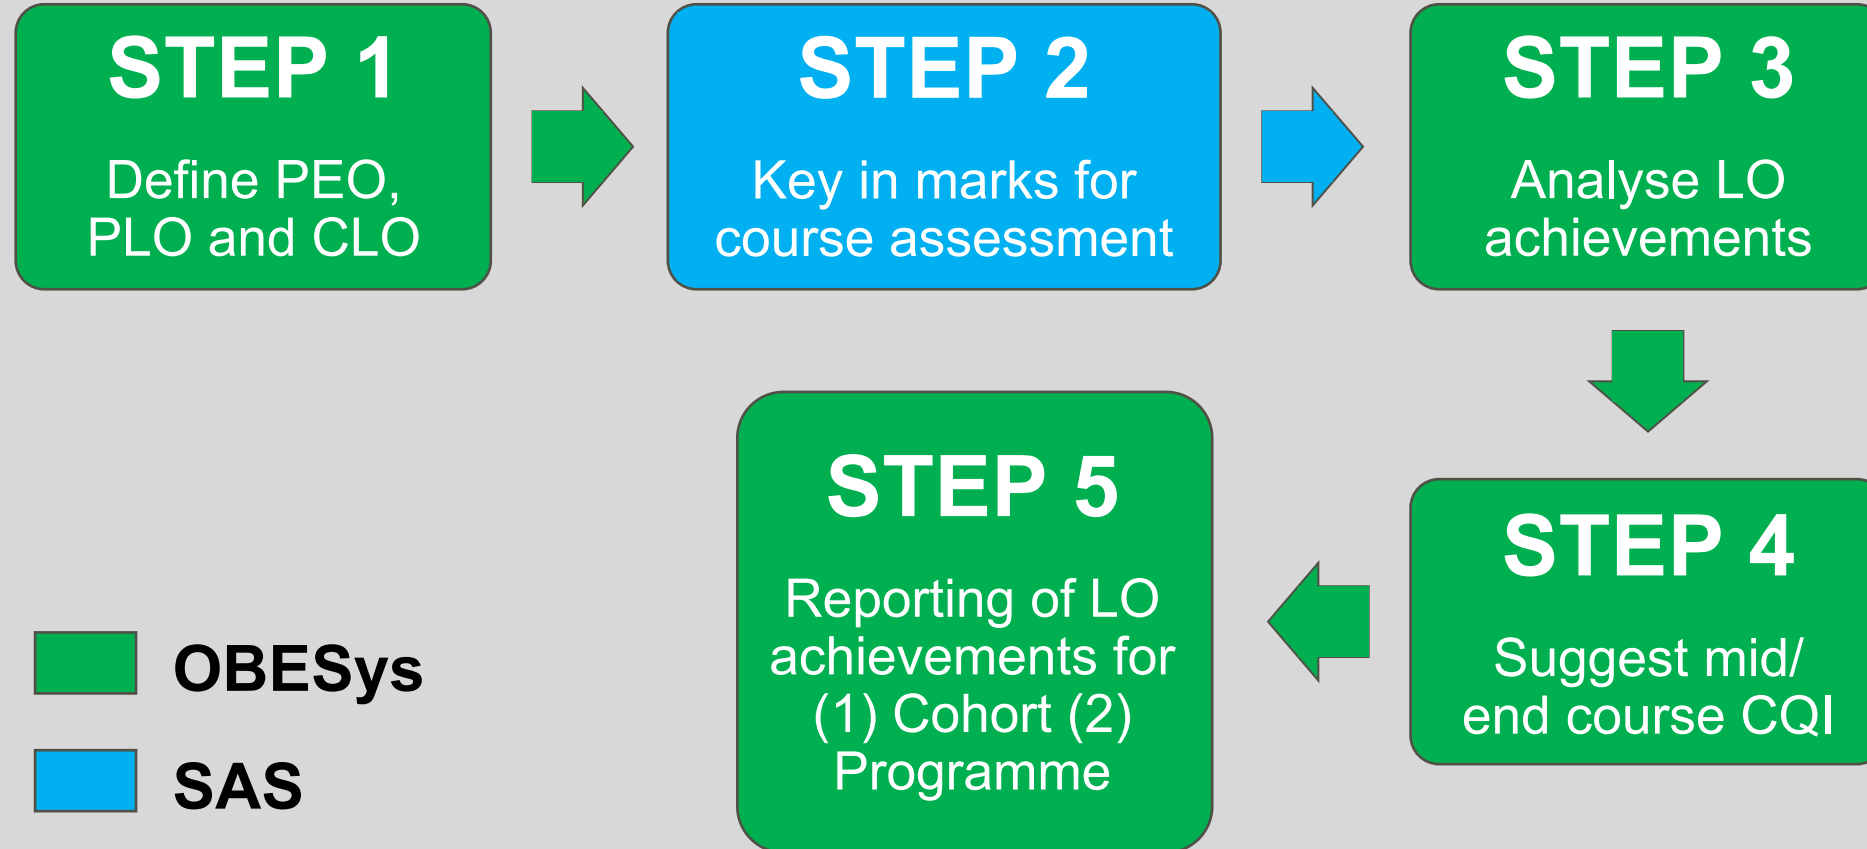 STEP 1
Define PEO,
PLO and CLO
STEP 2
Key in marks for
course assessment
STEP 3
Analyse LO
achievements
STEP 4
Suggest mid/
end course CQI
STEP 5
Reporting of LO
achievements for
(1) Cohort (2)
Programme
OBESys
SAS